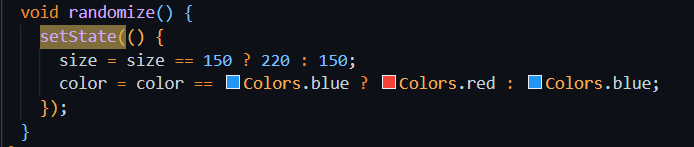 void randomize() {
setState(() {
size = size == 150 ? 220 : 150;
color = color == Colors.blue ? Colors.red : Colors.blue;
});
}